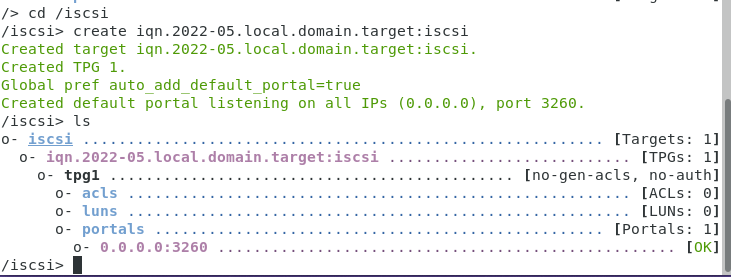 /> cd /iscsi
/iscsi> create iqn.2022-05.local.domain.target:iscsi
Created target iqn.2022-05.local.domain.target:iscsi.
Created TPG 1.
Global pref auto_add_default_portal=true
Created default portal listening on all IPs (0.0.0.0), port 3260.
/iscsi> ls
o- iscsi .............................................................. [Targets: 1]
o- iqn.2022-05.local.domain.target:iscsi ............................ [TPGs: 1]
o- tpg1 ................................................. [no-gen-acls, no-auth]
o- acls ............................................................ [ACLs: 0]
o- luns ............................................................ [LUNs: 0]
o- portals ...................................................... [Portals: 1]
o- 0.0.0.0:3260 ....................................................... [OK]
/iscsi>